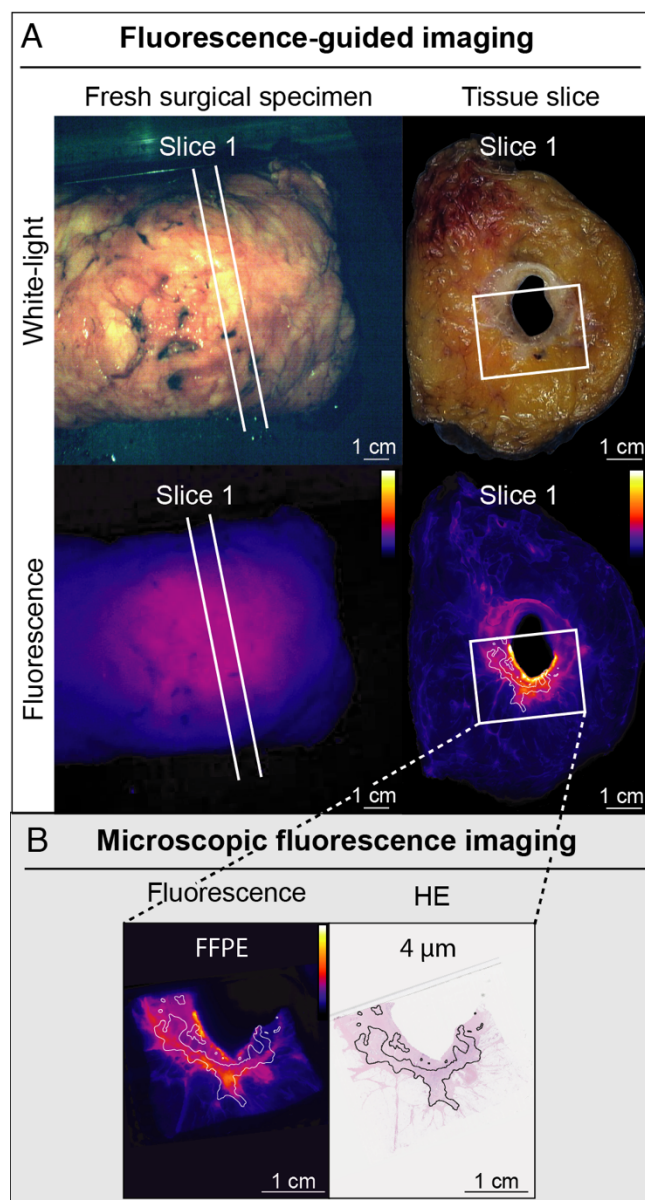 A Fluorescence-guided imaging
Fresh surgical specimen Tissue slice
White-light
Slice 1
1 cm
Slice 1
1 cm
Fluorescence
Slice 1
1 cm
Slice 1
1 cm
B Microscopic fluorescence imaging
Fluorescence HE
FFPE
1 cm
4 μm
1 cm